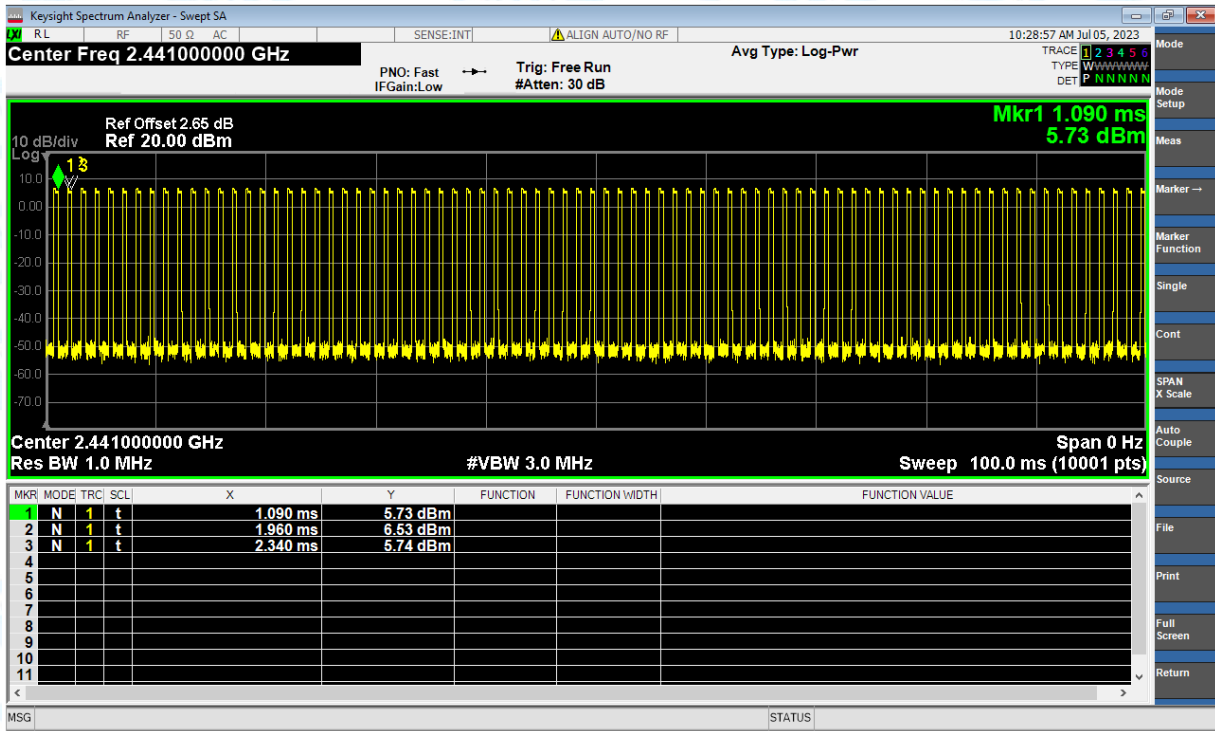 Keysight Spectrum Analyzer - Swept SA
LXI RL RF 50 Ω AC SENSE:INT ALIGN AUTO/NO RF 10:28:57 AM Jul 05, 2023
Center Freq 2.441000000 GHz
PNO: Fast
IFGain:Low
Trig: Free Run
#Atten: 30 dB
Avg Type: Log-Pwr
TRACE 1 2 3 4 5 6
TYPE W
DET P N N N N N
Mkr1 1.090 ms
5.73 dBm
Ref Offset 2.65 dB
10 dB/div Ref 20.00 dBm
Log
1 3
10.0
0.00
-10.0
-20.0
-30.0
-40.0
-50.0
-60.0
-70.0
Center 2.441000000 GHz Span 0 Hz
Res BW 1.0 MHz #VBW 3.0 MHz Sweep 100.0 ms (10001 pts)
MKR MODE TRC SCL X Y FUNCTION FUNCTION WIDTH FUNCTION VALUE
1 N 1 t 1.090 ms 5.73 dBm
2 N 1 t 1.960 ms 6.53 dBm
3 N 1 t 2.340 ms 5.74 dBm
4
5
6
7
8
9
10
11
MSG STATUS
Mode
Mode
Setup
Meas
Marker →
Marker
Function
Single
Cont
SPAN
X Scale
Auto
Couple
Source
File
Print
Full
Screen
Return